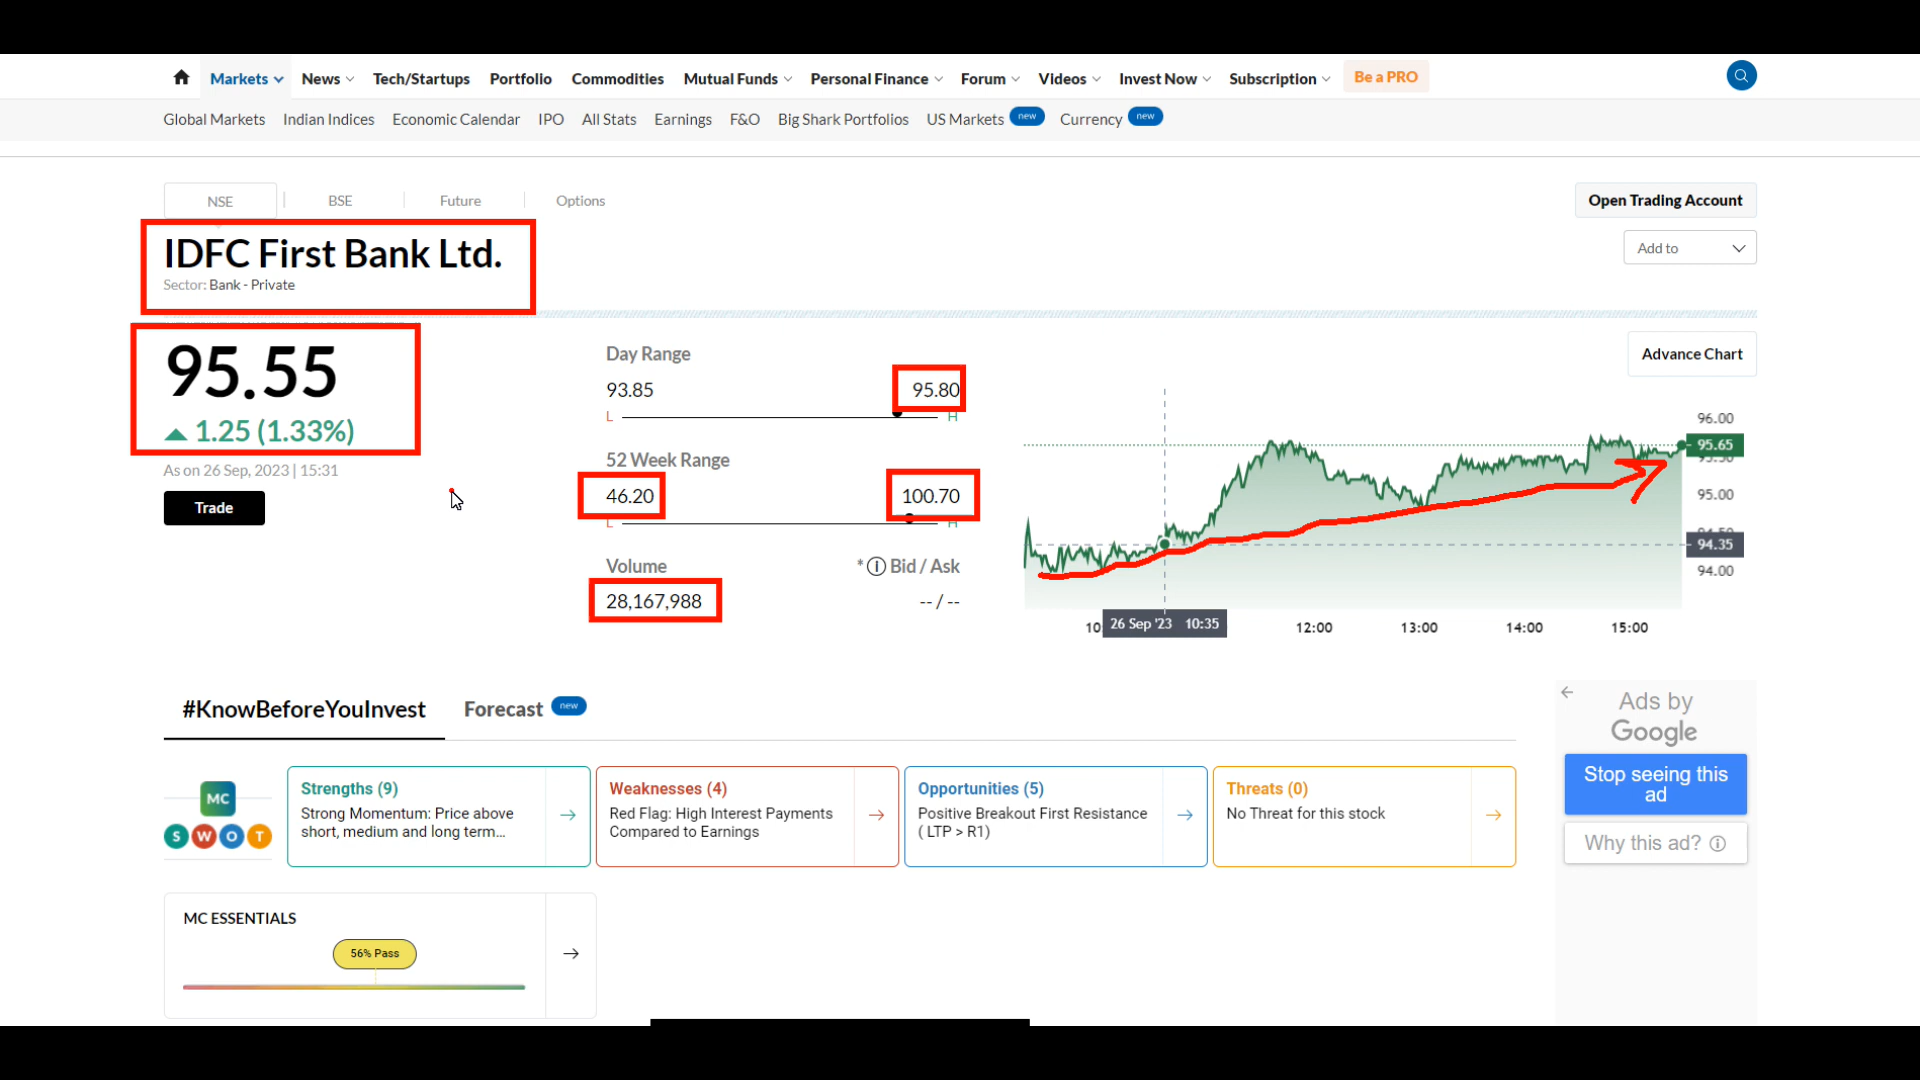 Markets News Tech/Startups Portfolio Commodities Mutual Funds Personal Finance Forum Videos Invest Now Subscription Be a PRO
Global Markets Indian Indices Economic Calendar IPO All Stats Earnings F&O Big Shark Portfolios US Markets new Currency new
NSE BSE Future Options
Open Trading Account
IDFC First Bank Ltd.
Sector: Bank - Private
Add to
95.55
1.25 (1.33%)
As on 26 Sep, 2023 | 15:31
Trade
Day Range
93.85 95.80
L H
52 Week Range
46.20 100.70
L H
Volume
28,167,988
* i Bid / Ask
-- / --
Advance Chart
96.00
95.65
95.50
95.00
94.50
94.35
94.00
10: 26 Sep '23 10:35 12:00 13:00 14:00 15:00
#KnowBeforeYouInvest Forecast new
MC
S W O T
Strengths (9)
Strong Momentum: Price above
short, medium and long term...
Weaknesses (4)
Red Flag: High Interest Payments
Compared to Earnings
Opportunities (5)
Positive Breakout First Resistance
( LTP > R1)
Threats (0)
No Threat for this stock
Ads by
Google
Stop seeing this
ad
Why this ad?
MC ESSENTIALS
56% Pass